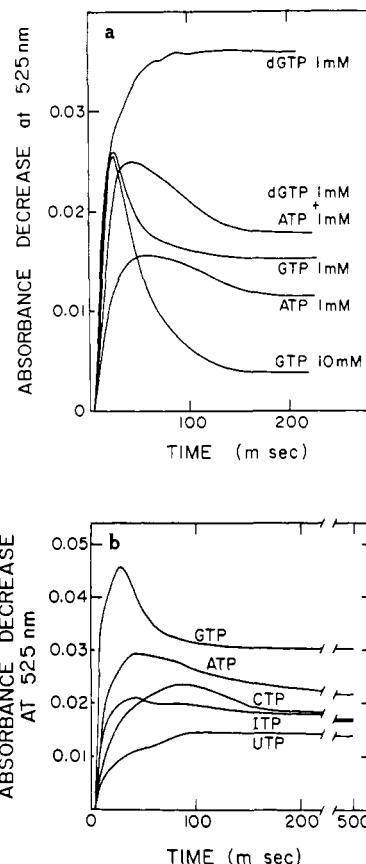 a
ABSORBANCE DECREASE at 525 nm
0.03
0.02
0.01
0
dGTP 1mM
dGTP 1mM
+
ATP 1mM
GTP 1mM
ATP 1mM
GTP 10mM
100
200
TIME (m sec)
b
ABSORBANCE DECREASE
AT 525 nm
0.05
0.04
0.03
0.02
0.01
GTP
ATP
CTP
ITP
UTP
0
100
200
500
TIME (m sec)